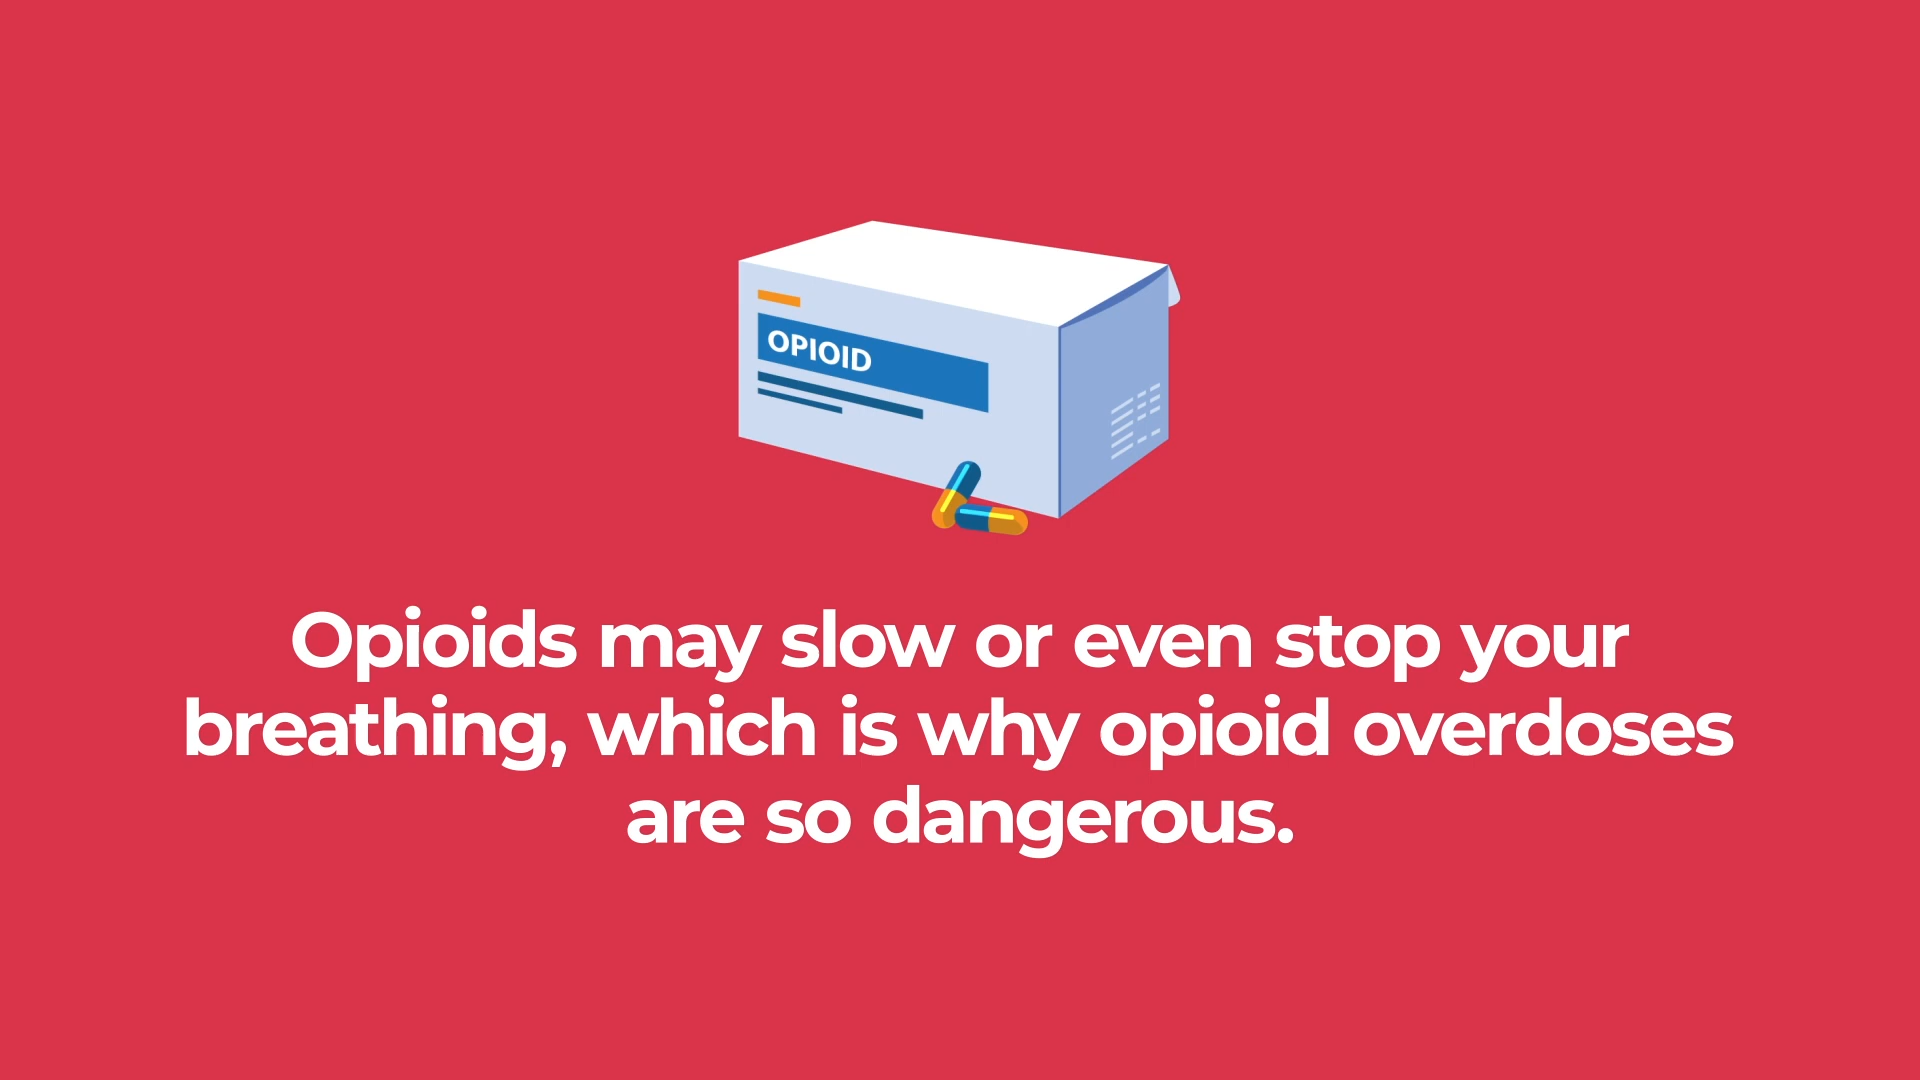 OPIOID
Opioids may slow or even stop your
breathing, which is why opioid overdoses
are so dangerous.